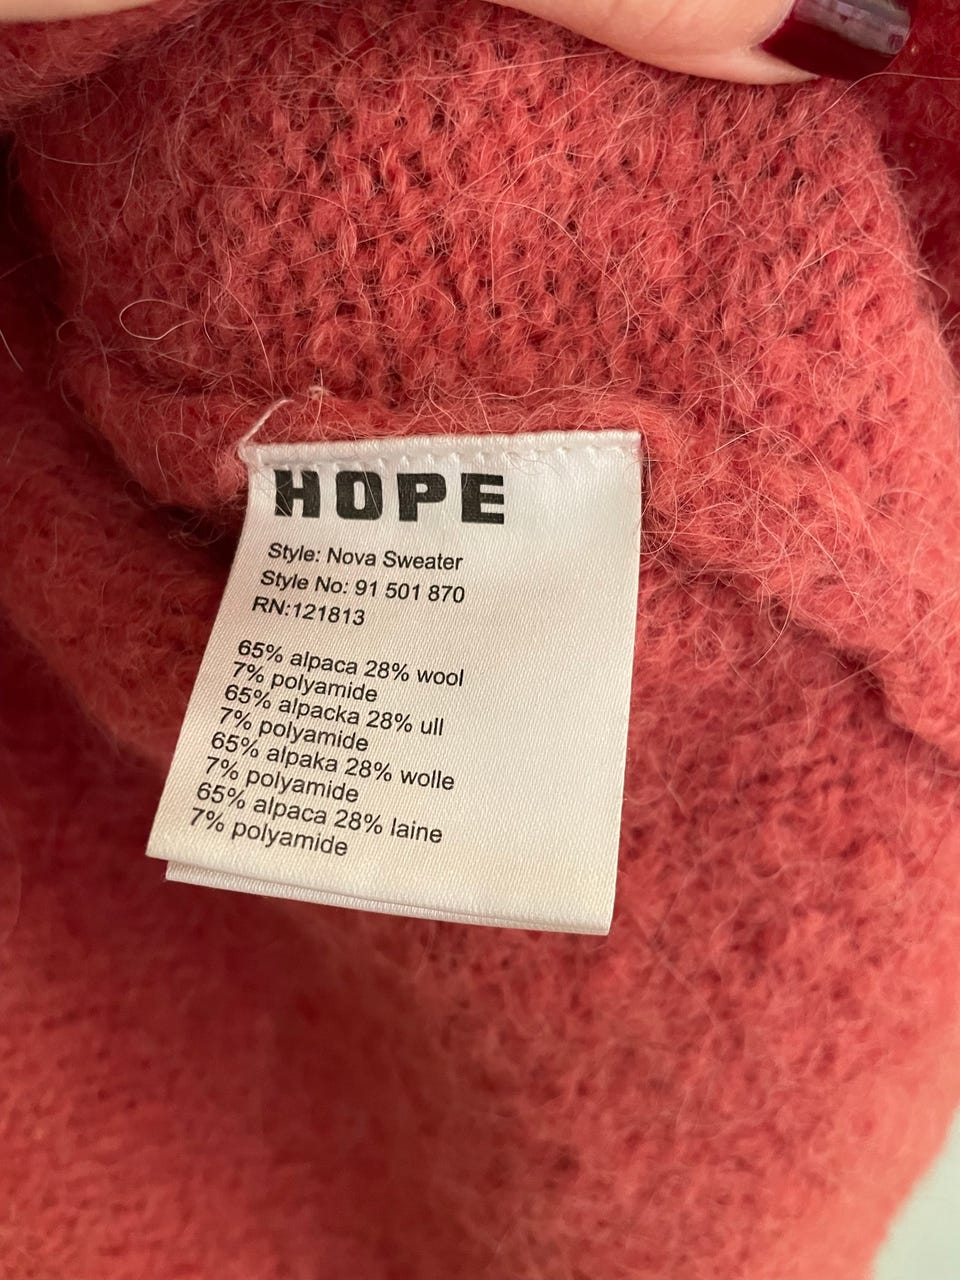 HOPE
Style: Nova Sweater
Style No: 91 501 870
RN:121813
65% alpaca 28% wool
7% polyamide
65% alpacka 28% ull
7% polyamide
65% alpaka 28% wolle
7% polyamide
65% alpaca 28% laine
7% polyamide